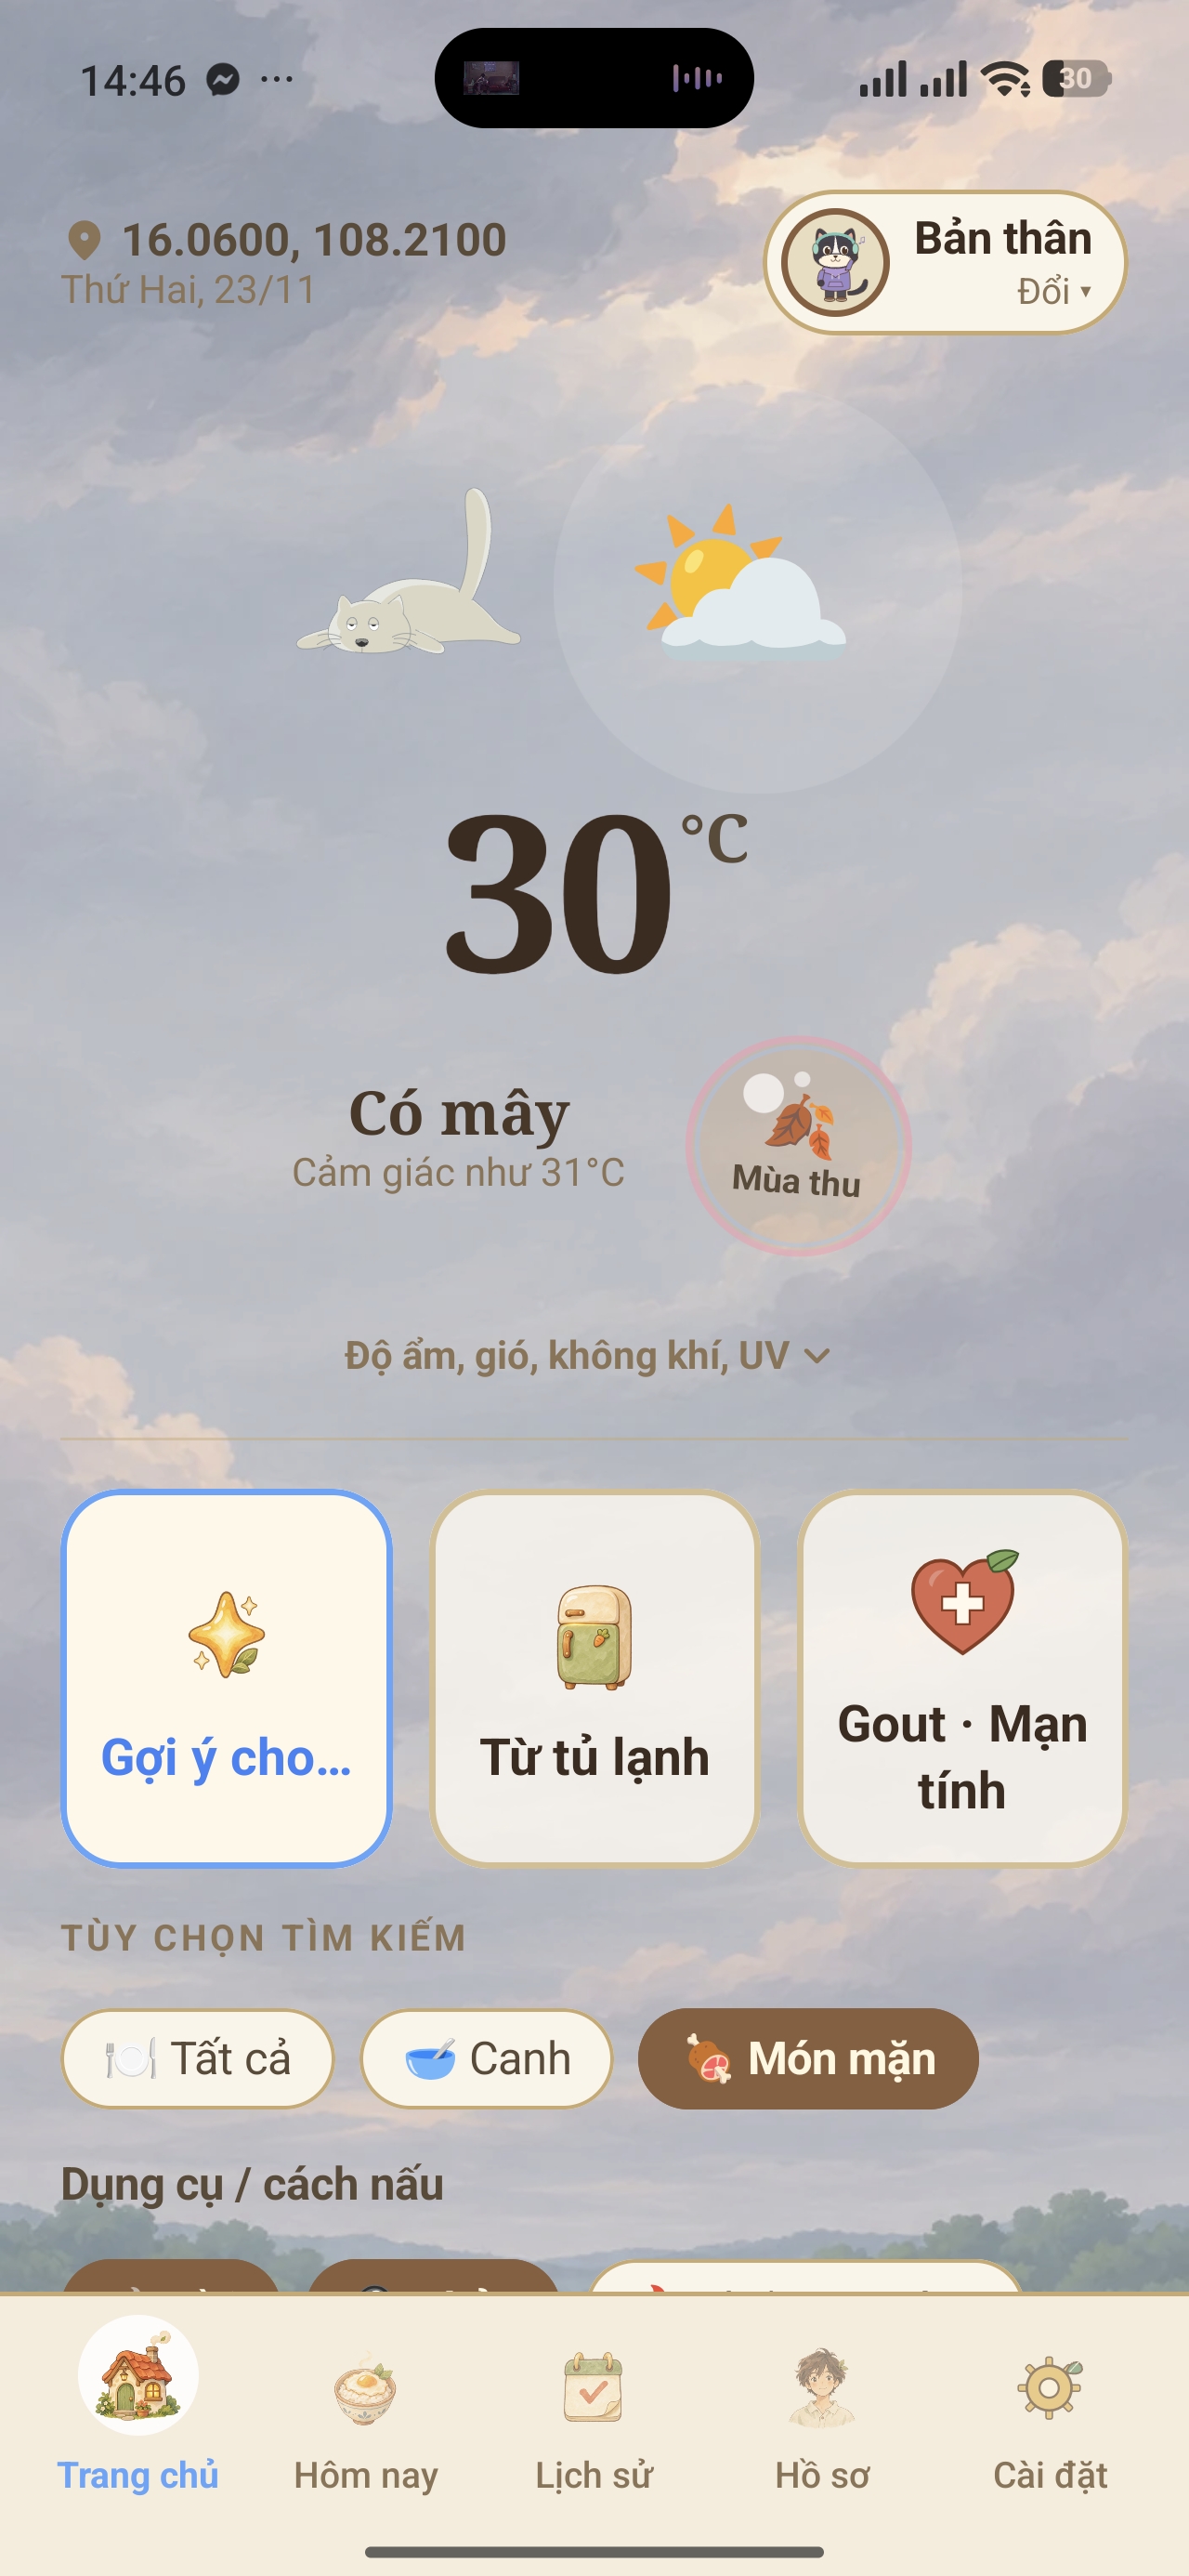 14:46
30
16.0600, 108.2100
Thứ Hai, 23/11
Bản thân
Đổi ▾
30°C
Có mây
Cảm giác như 31°C
Mùa thu
Độ ẩm, gió, không khí, UV
Gợi ý cho...
Từ tủ lạnh
Gout · Mạn
tính
TÙY CHỌN TÌM KIẾM
Tất cả
Canh
Món mặn
Dụng cụ / cách nấu
Trang chủ
Hôm nay
Lịch sử
Hồ sơ
Cài đặt